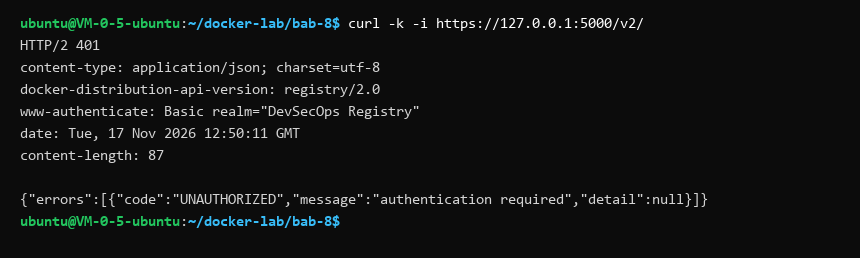 ubuntu@VM-0-5-ubuntu:~/docker-lab/bab-8$ curl -k -i https://127.0.0.1:5000/v2/
HTTP/2 401
content-type: application/json; charset=utf-8
docker-distribution-api-version: registry/2.0
www-authenticate: Basic realm="DevSecOps Registry"
date: Tue, 17 Nov 2026 12:50:11 GMT
content-length: 87

{"errors":[{"code":"UNAUTHORIZED","message":"authentication required","detail":null}]}
ubuntu@VM-0-5-ubuntu:~/docker-lab/bab-8$